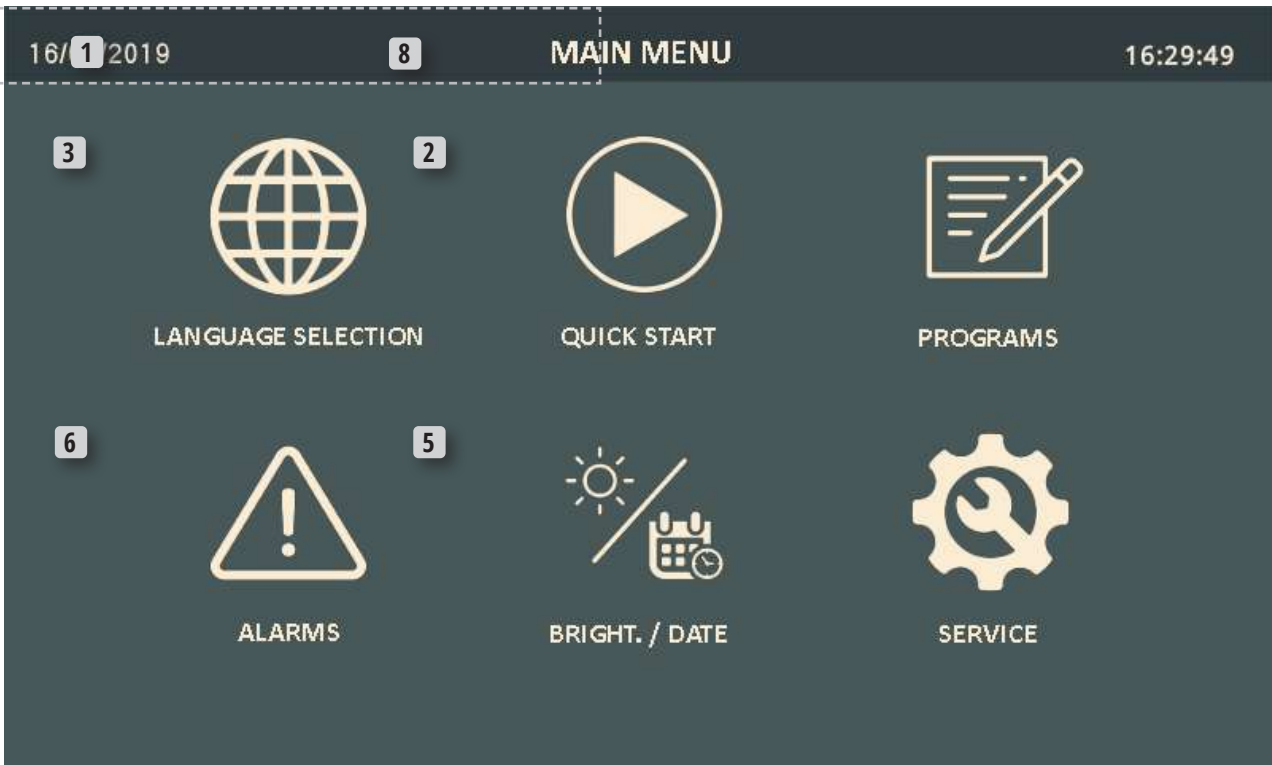 16/ 1 /2019 8 MAIN MENU 16:29:49
3 2
LANGUAGE SELECTION QUICK START PROGRAMS
6 5
ALARMS BRIGHT. / DATE SERVICE